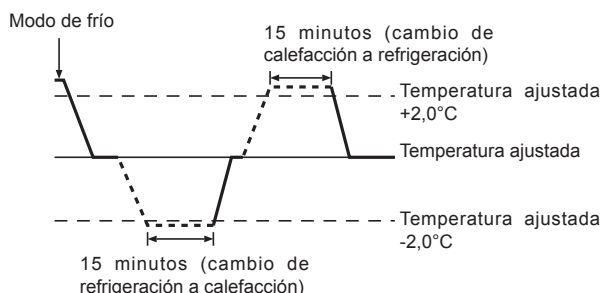 Modo de frío
15 minutos (cambio de
calefacción a refrigeración)
Temperatura ajustada
+2,0°C
Temperatura ajustada
Temperatura ajustada
-2,0°C
15 minutos (cambio de
refrigeración a calefacción)